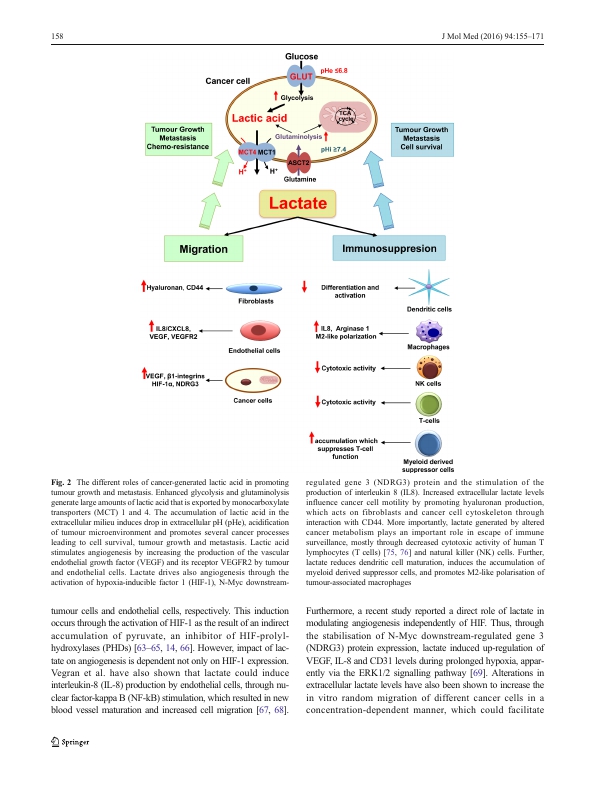 158
J Mol Med (2016) 94:155–171
Glucose
GLUT
pHe ≤6.8
Cancer cell
Glycolysis
Lactic acid
TCA
cycle
Glutaminolysis
Tumour Growth
Metastasis
Chemo-resistance
Tumour Growth
Metastasis
Cell survival
MCT4 MCT1
pHi ≥7.4
ASCT2
H+
H+
Glutamine
Lactate
Migration
Immunosuppresion
Hyaluronan, CD44
Fibroblasts
Differentiation and
activation
Dendritic cells
IL8/CXCL8,
VEGF, VEGFR2
Endothelial cells
IL8, Arginase 1
M2-like polarization
Macrophages
VEGF, β1-integrins
HIF-1α, NDRG3
Cancer cells
Cytotoxic activity
NK cells
Cytotoxic activity
T-cells
accumulation which
suppresses T-cell
function
Myeloid derived
suppressor cells
Fig. 2 The different roles of cancer-generated lactic acid in promoting
tumour growth and metastasis. Enhanced glycolysis and glutaminolysis
generate large amounts of lactic acid that is exported by monocarboxylate
transporters (MCT) 1 and 4. The accumulation of lactic acid in the
extracellular milieu induces drop in extracellular pH (pHe), acidification
of tumour microenvironment and promotes several cancer processes
leading to cell survival, tumour growth and metastasis. Lactic acid
stimulates angiogenesis by increasing the production of the vascular
endothelial growth factor (VEGF) and its receptor VEGFR2 by tumour
and endothelial cells. Lactate drives also angiogenesis through the
activation of hypoxia-inducible factor 1 (HIF-1), N-Myc downstream-
regulated gene 3 (NDRG3) protein and the stimulation of the
production of interleukin 8 (IL8). Increased extracellular lactate levels
influence cancer cell motility by promoting hyaluronan production,
which acts on fibroblasts and cancer cell cytoskeleton through
interaction with CD44. More importantly, lactate generated by altered
cancer metabolism plays an important role in escape of immune
surveillance, mostly through decreased cytotoxic activity of human T
lymphocytes (T cells) [75, 76] and natural killer (NK) cells. Further,
lactate reduces dendritic cell maturation, induces the accumulation of
myeloid derived suppressor cells, and promotes M2-like polarisation of
tumour-associated macrophages
tumour cells and endothelial cells, respectively. This induction
occurs through the activation of HIF-1 as the result of an indirect
accumulation of pyruvate, an inhibitor of HIF-prolyl-
hydroxylases (PHDs) [63–65, 14, 66]. However, impact of lac-
tate on angiogenesis is dependent not only on HIF-1 expression.
Vegran et al. have also shown that lactate could induce
interleukin-8 (IL-8) production by endothelial cells, through nu-
clear factor-kappa B (NF-kB) stimulation, which resulted in new
blood vessel maturation and increased cell migration [67, 68].
Furthermore, a recent study reported a direct role of lactate in
modulating angiogenesis independently of HIF. Thus, through
the stabilisation of N-Myc downstream-regulated gene 3
(NDRG3) protein expression, lactate induced up-regulation of
VEGF, IL-8 and CD31 levels during prolonged hypoxia, appar-
ently via the ERK1/2 signalling pathway [69]. Alterations in
extracellular lactate levels have also been shown to increase the
in vitro random migration of different cancer cells in a
concentration-dependent manner, which could facilitate
Springer